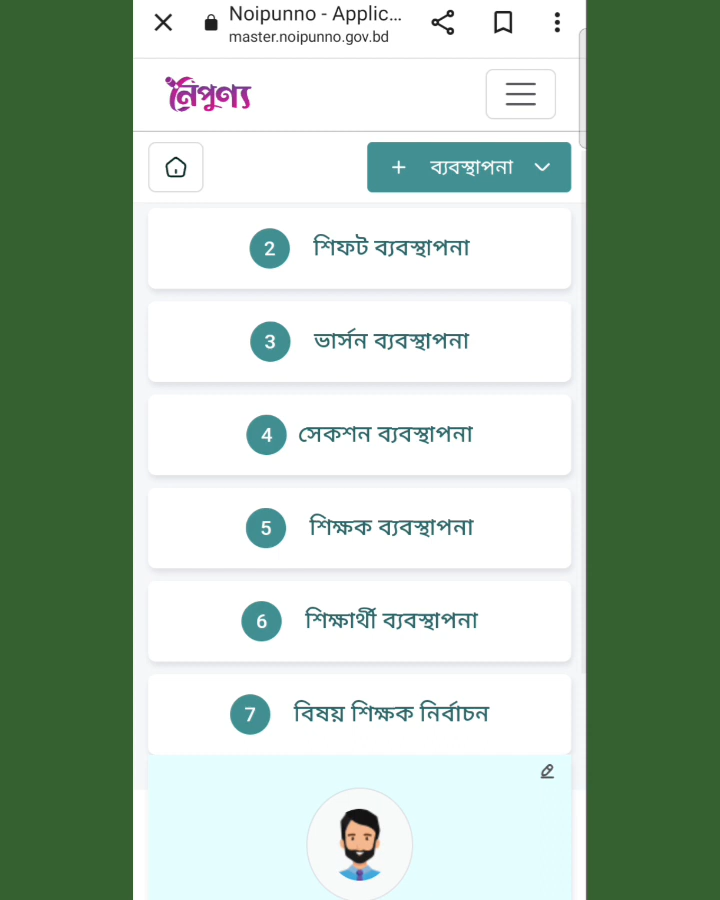 Noipunno - Applic...
master.noipunno.gov.bd
নৈপুণ্য
+ ব্যবস্থাপনা
2 শিফট ব্যবস্থাপনা
3 ভার্সন ব্যবস্থাপনা
4 সেকশন ব্যবস্থাপনা
5 শিক্ষক ব্যবস্থাপনা
6 শিক্ষার্থী ব্যবস্থাপনা
7 বিষয় শিক্ষক নির্বাচন